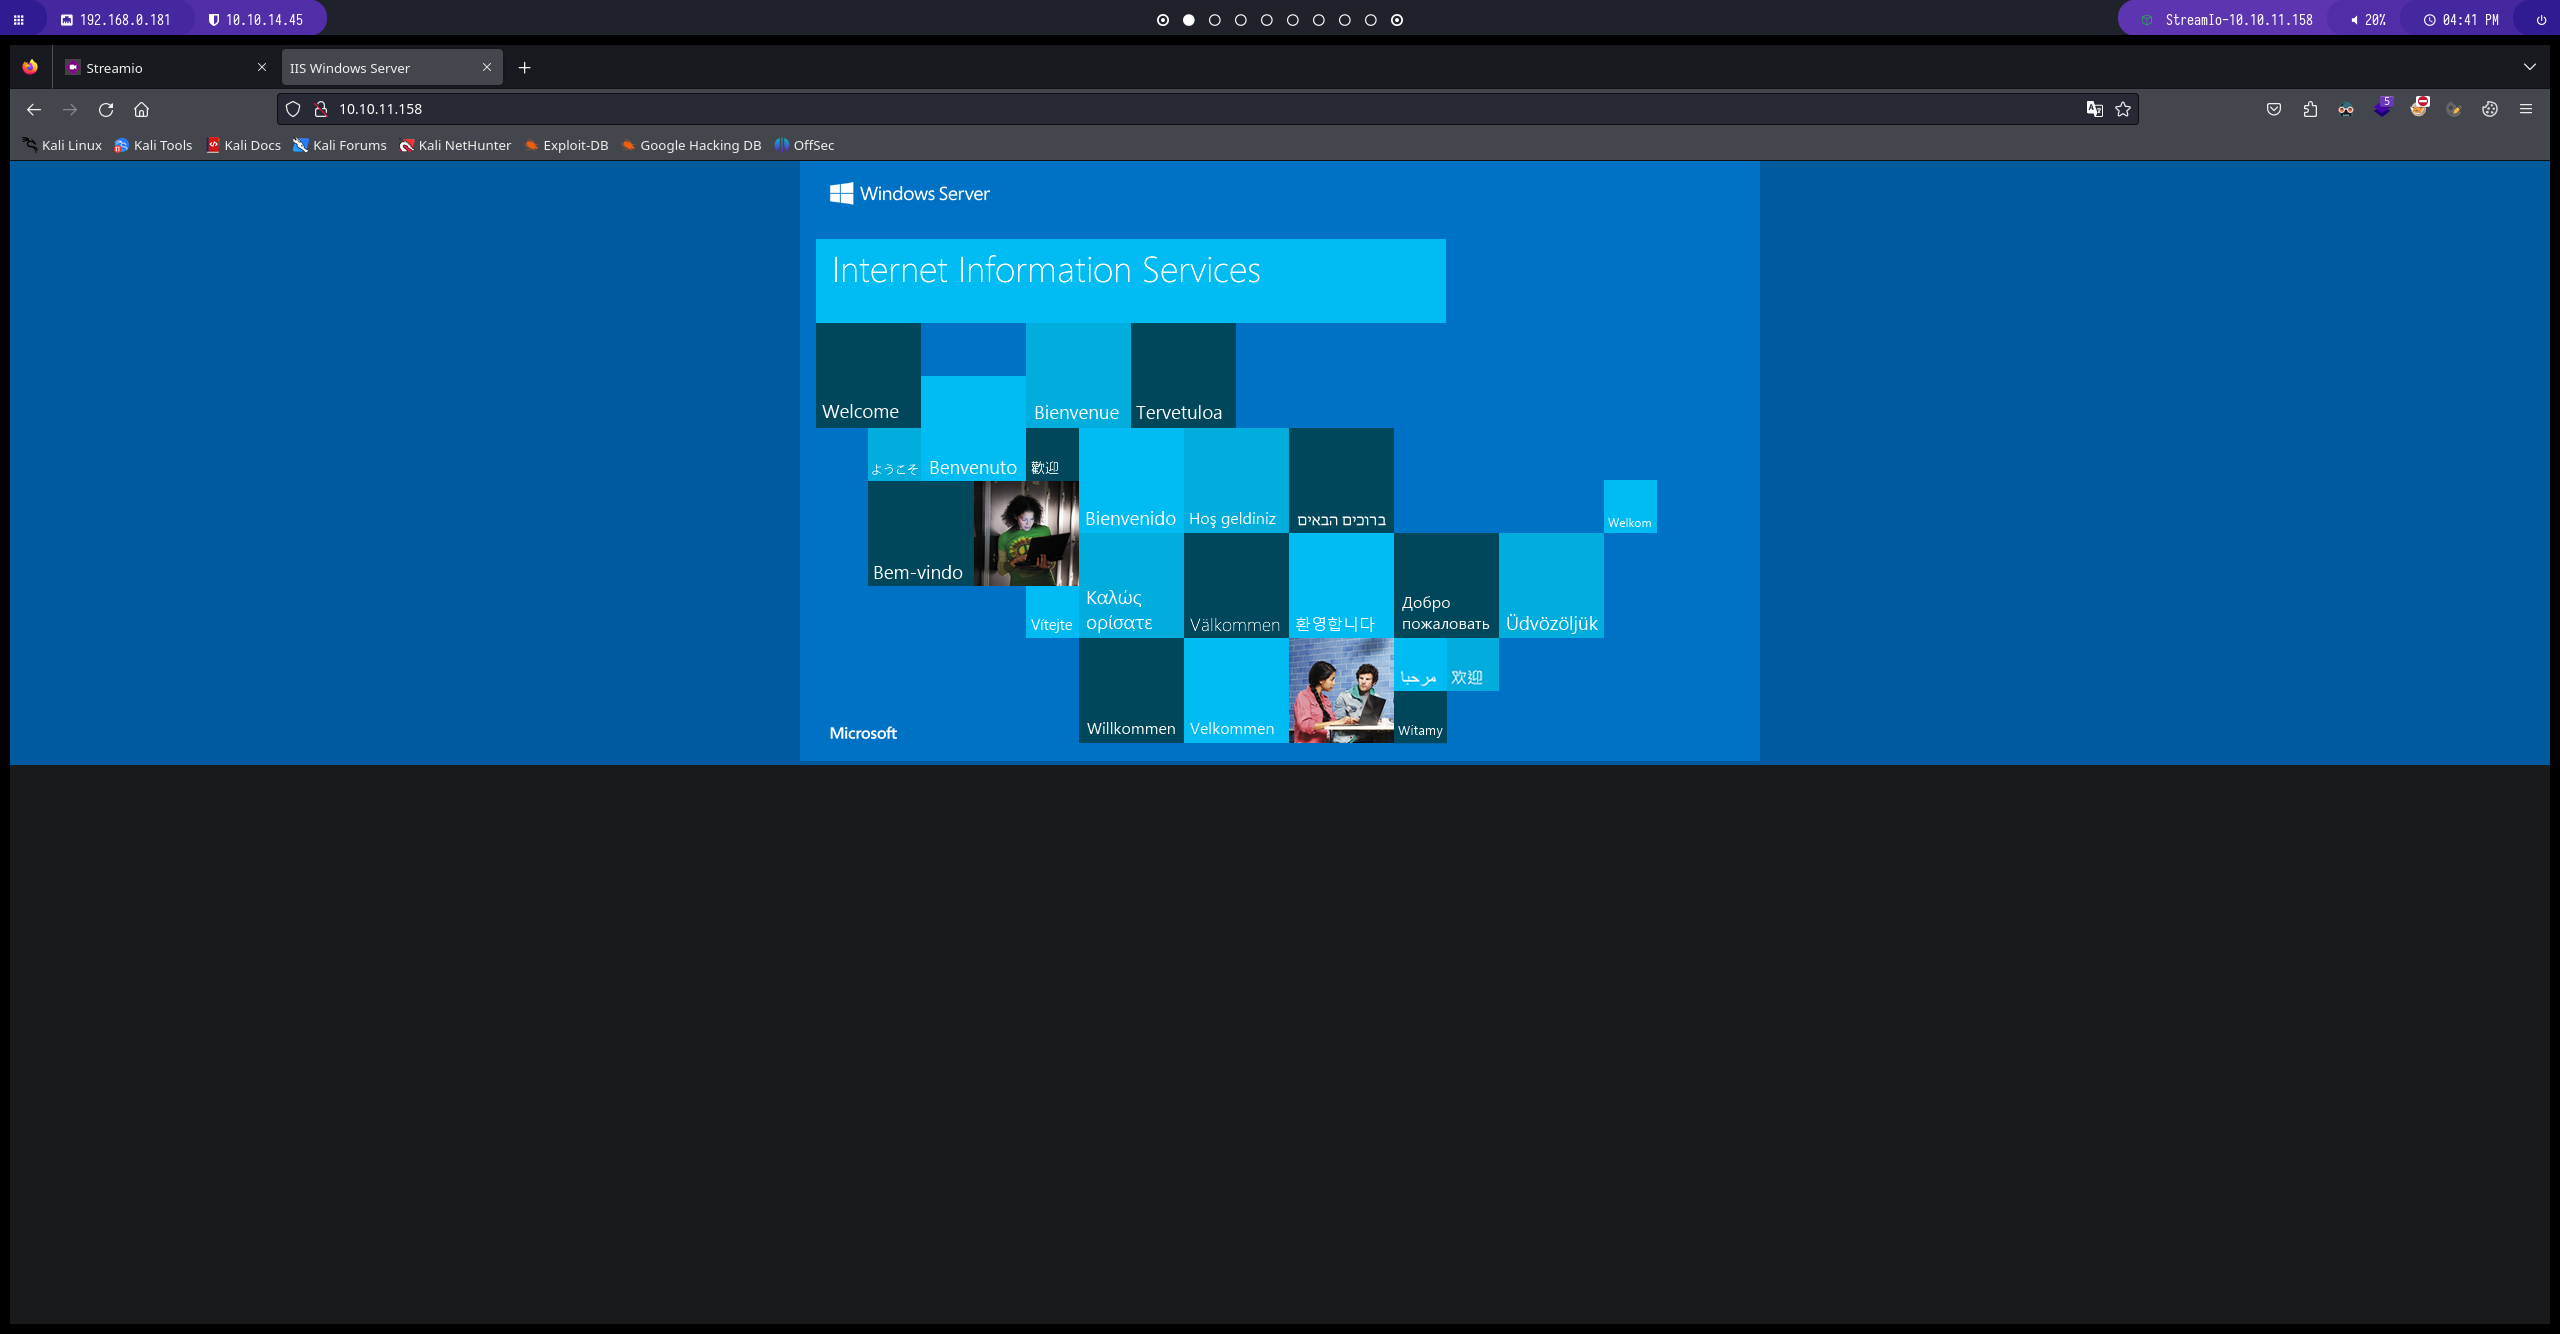 192.168.0.181
10.10.14.45
StreamIo-10.10.11.158
20%
04:41 PM
Streamio
IIS Windows Server
10.10.11.158
5
Kali Linux
Kali Tools
Kali Docs
Kali Forums
Kali NetHunter
Exploit-DB
Google Hacking DB
OffSec
Windows Server
Internet Information Services
Welcome
Bienvenue
Tervetuloa
ようこそ
Benvenuto
歡迎
Bienvenido
Hoş geldiniz
ברוכים הבאים
Welkom
Bem-vindo
Vítejte
Καλώς
ορίσατε
Välkommen
환영합니다
Добро
пожаловать
Üdvözöljük
مرحبا
欢迎
Microsoft
Willkommen
Velkommen
Witamy